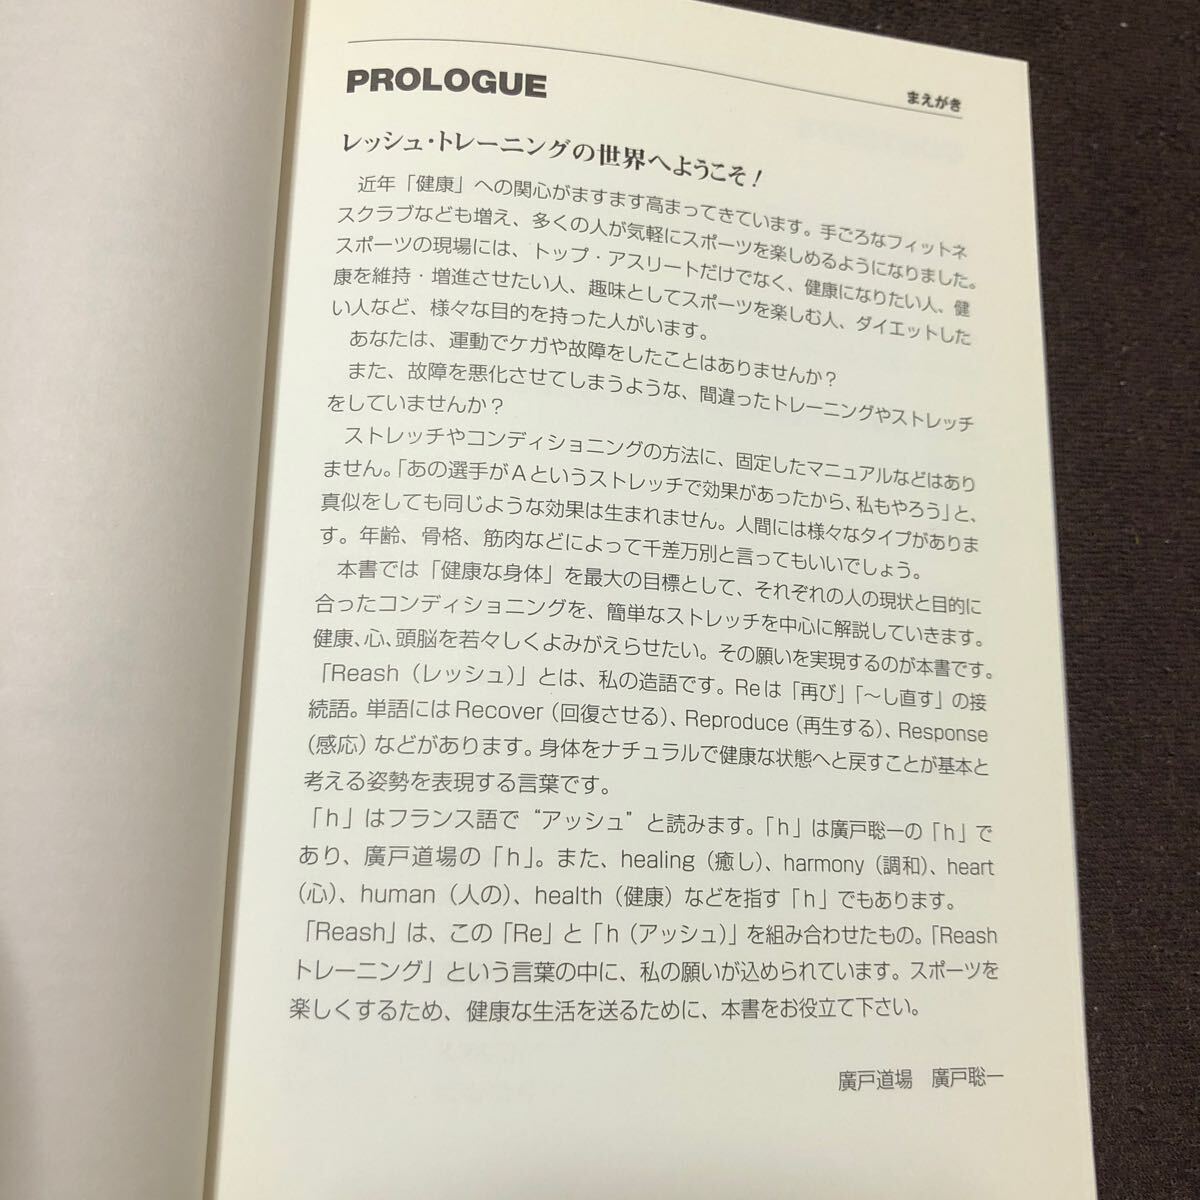 PROLOGUE
まえがき
レッシュ・トレーニングの世界へようこそ！
近年「健康」への関心がますます高まってきています。手ごろなフィットネ
スクラブなども増え、多くの人が気軽にスポーツを楽しめるようになりました。
スポーツの現場には、トップ・アスリートだけでなく、健康になりたい人、健
康を維持・増進させたい人、趣味としてスポーツを楽しむ人、ダイエットした
い人など、様々な目的を持った人がいます。
あなたは、運動でケガや故障をしたことはありませんか？
また、故障を悪化させてしまうような、間違ったトレーニングやストレッチ
をしていませんか？
ストレッチやコンディショニングの方法に、固定したマニュアルなどはあり
ません。「あの選手がAというストレッチで効果があったから、私もやろう」と、
真似をしても同じような効果は生まれません。人間には様々なタイプがありま
す。年齢、骨格、筋肉などによって千差万別と言ってもいいでしょう。
本書では「健康な身体」を最大の目標として、それぞれの人の現状と目的に
合ったコンディショニングを、簡単なストレッチを中心に解説していきます。
健康、心、頭脳を若々しくよみがえらせたい。その願いを実現するのが本書です。
「Reash（レッシュ）」とは、私の造語です。Reは「再び」「〜し直す」の接
続語。単語にはRecover（回復させる）、Reproduce（再生する）、Response
（感応）などがあります。身体をナチュラルで健康な状態へと戻すことが基本と
考える姿勢を表現する言葉です。
「h」はフランス語で“アッシュ”と読みます。「h」は廣戸聡一の「h」で
あり、廣戸道場の「h」。また、healing（癒し）、harmony（調和）、heart
（心）、human（人の）、health（健康）などを指す「h」でもあります。
「Reash」は、この「Re」と「h（アッシュ）」を組み合わせたもの。「Reash
トレーニング」という言葉の中に、私の願いが込められています。スポーツを
楽しくするため、健康な生活を送るために、本書をお役立て下さい。
廣戸道場　廣戸聡一